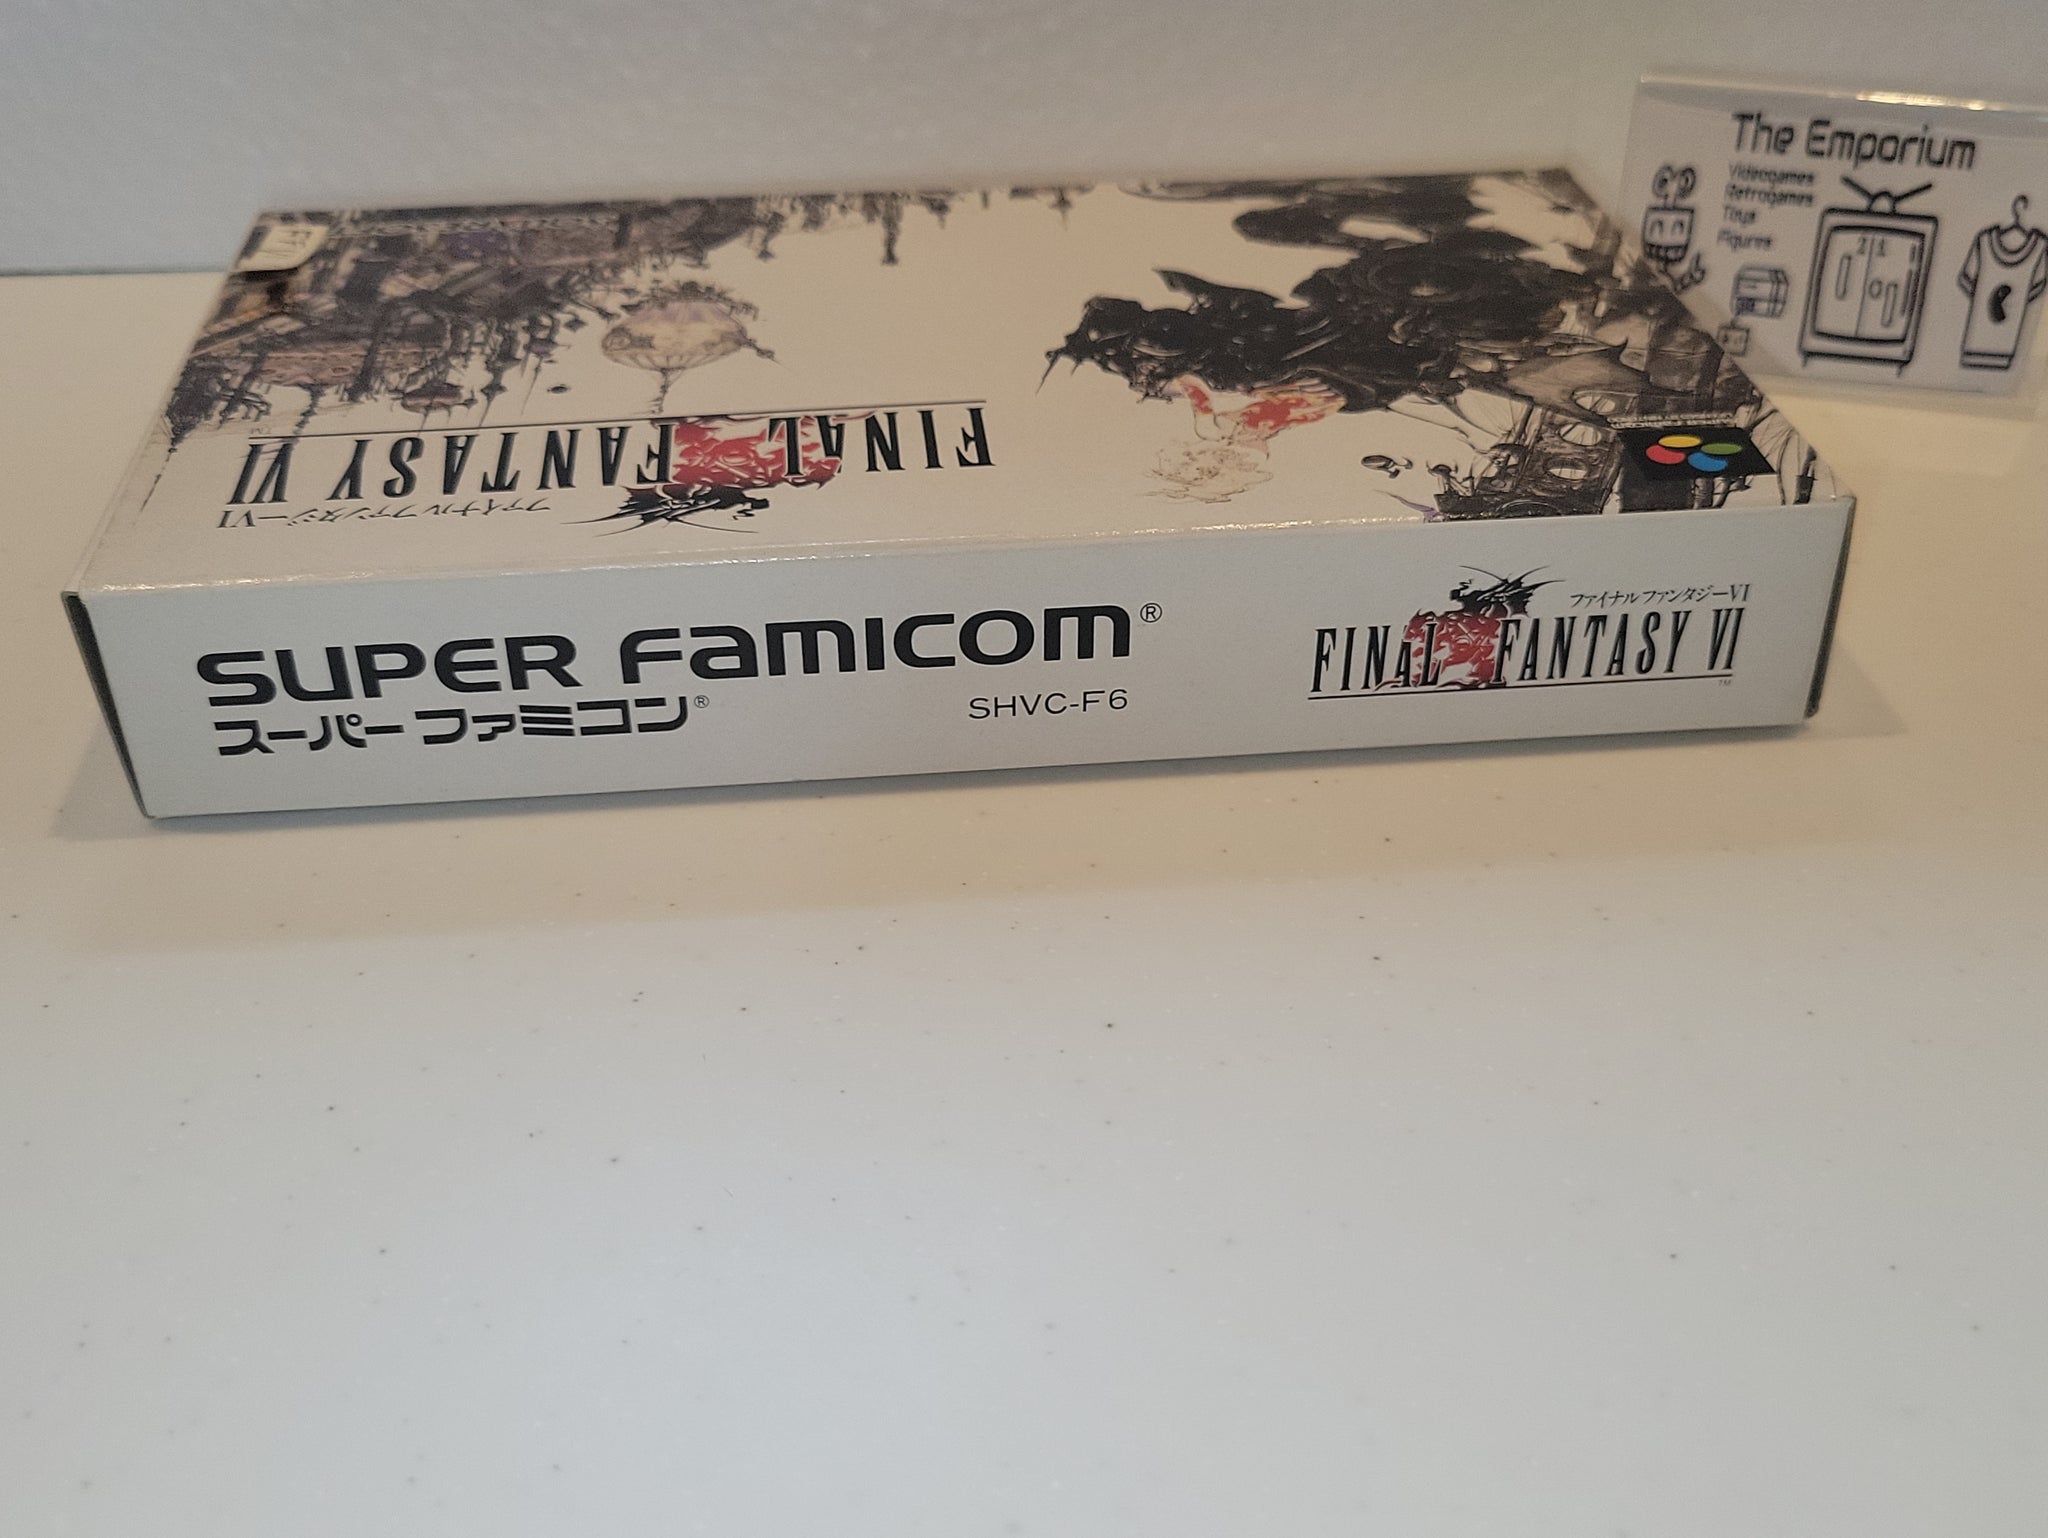 The Emporium
Videogames
Retrogames
Toys
Figures
FINAL FANTASY VI
TM
ファイナルファンタジーVI
SUPER FAMICOM®
スーパーファミコン®
SHVC-F6
ファイナルファンタジーVI
FINAL FANTASY VI
TM